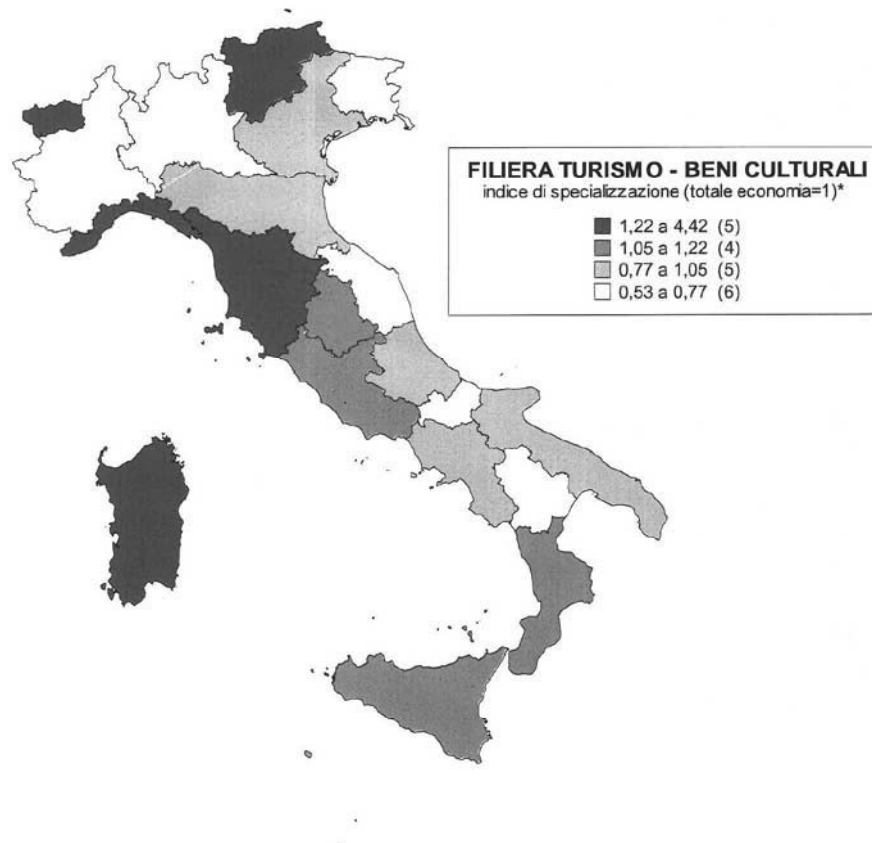 FILIERA TURISMO - BENI CULTURALI
indice di specializzazione (totale economia=1)*
1,22 a 4,42 (5)
1,05 a 1,22 (4)
0,77 a 1,05 (5)
0,53 a 0,77 (6)